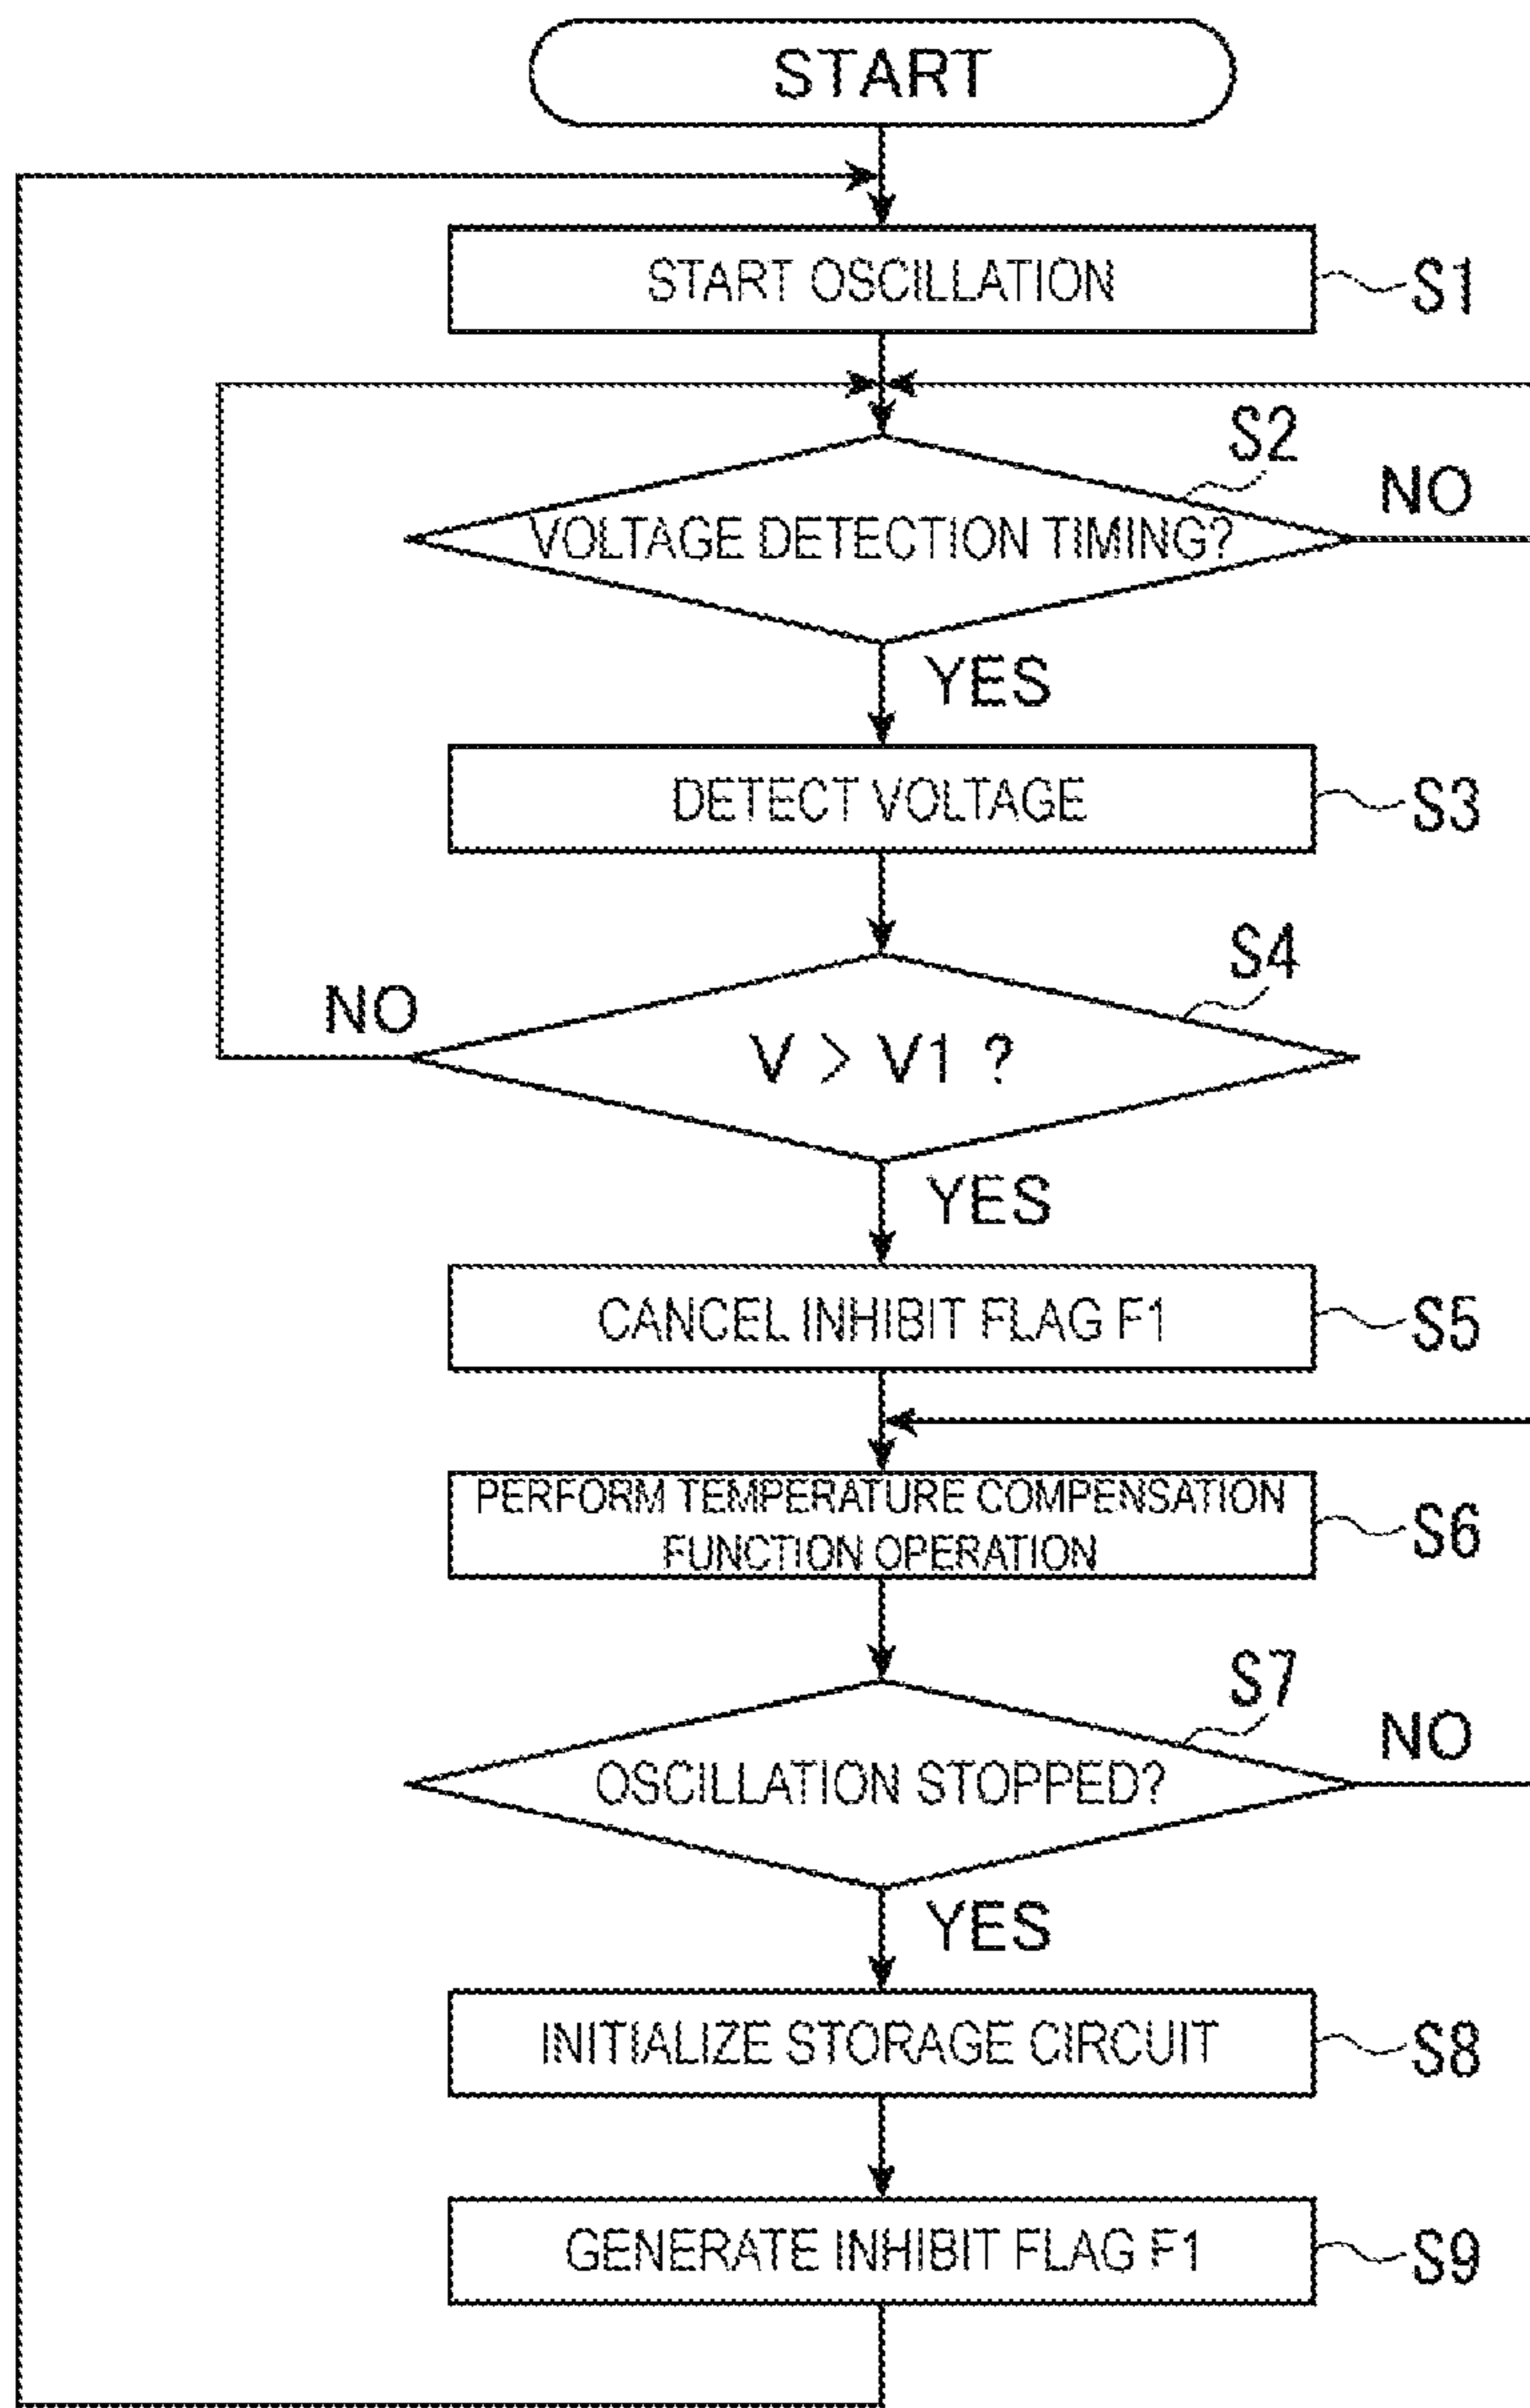 START
START OSCILLATION
S1
S2
NO
VOLTAGE DETECTION TIMING?
YES
DETECT VOLTAGE
S3
S4
NO
V > V1 ?
YES
CANCEL INHIBIT FLAG F1
S5
PERFORM TEMPERATURE COMPENSATION
FUNCTION OPERATION
S6
S7
NO
OSCILLATION STOPPED?
YES
INITIALIZE STORAGE CIRCUIT
S8
GENERATE INHIBIT FLAG F1
S9